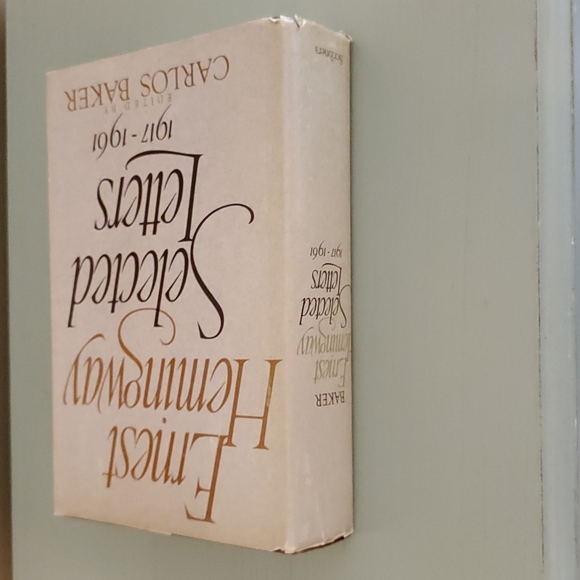 Ernest
Hemingway
Selected
Letters
1917-1961
EDITED BY
CARLOS BAKER
BAKER
Ernest
Hemingway
Selected
Letters
1917-1961
Scribners